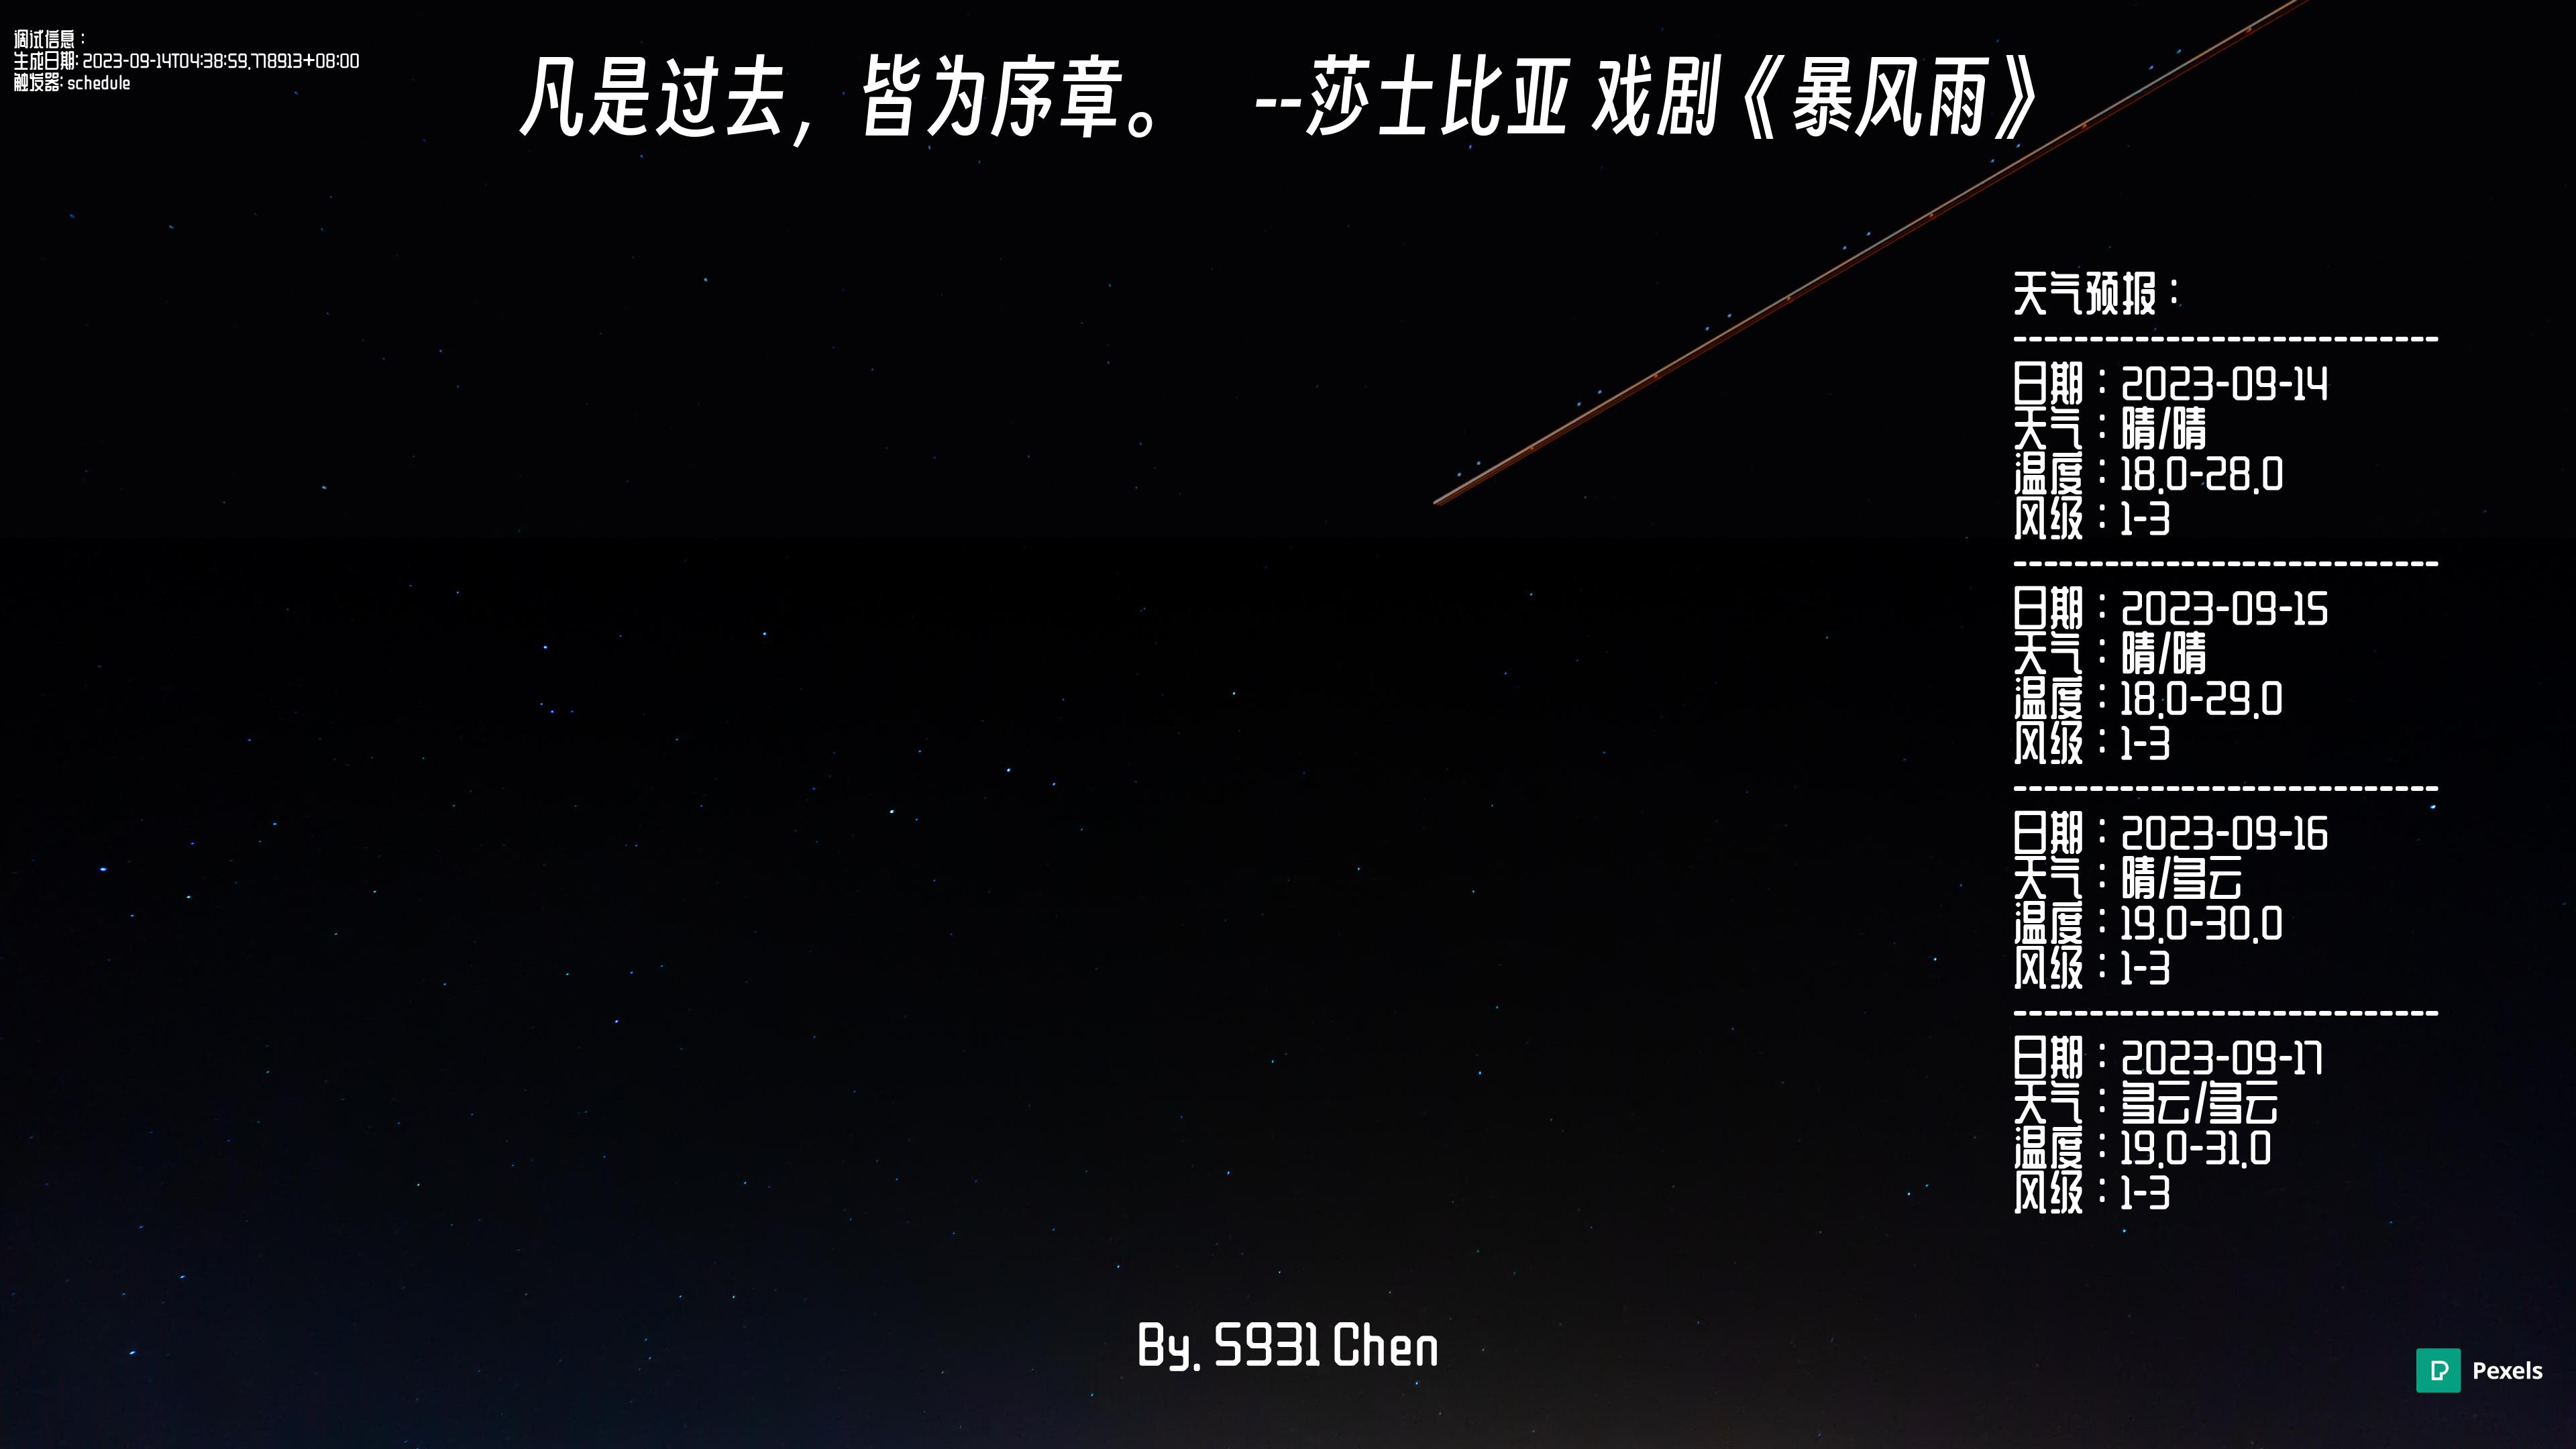 调试信息：
生成日期: 2023-09-14T04:38:59.778913+08:00
触发器: schedule
凡是过去，皆为序章。 --莎士比亚 戏剧《暴风雨》
天气预报：
----------------------------
日期：2023-09-14
天气：晴/晴
温度：18.0-28.0
风级：1-3
----------------------------
日期：2023-09-15
天气：晴/晴
温度：18.0-29.0
风级：1-3
----------------------------
日期：2023-09-16
天气：晴/多云
温度：19.0-30.0
风级：1-3
----------------------------
日期：2023-09-17
天气：多云/多云
温度：19.0-31.0
风级：1-3
By. S931 Chen
Pexels